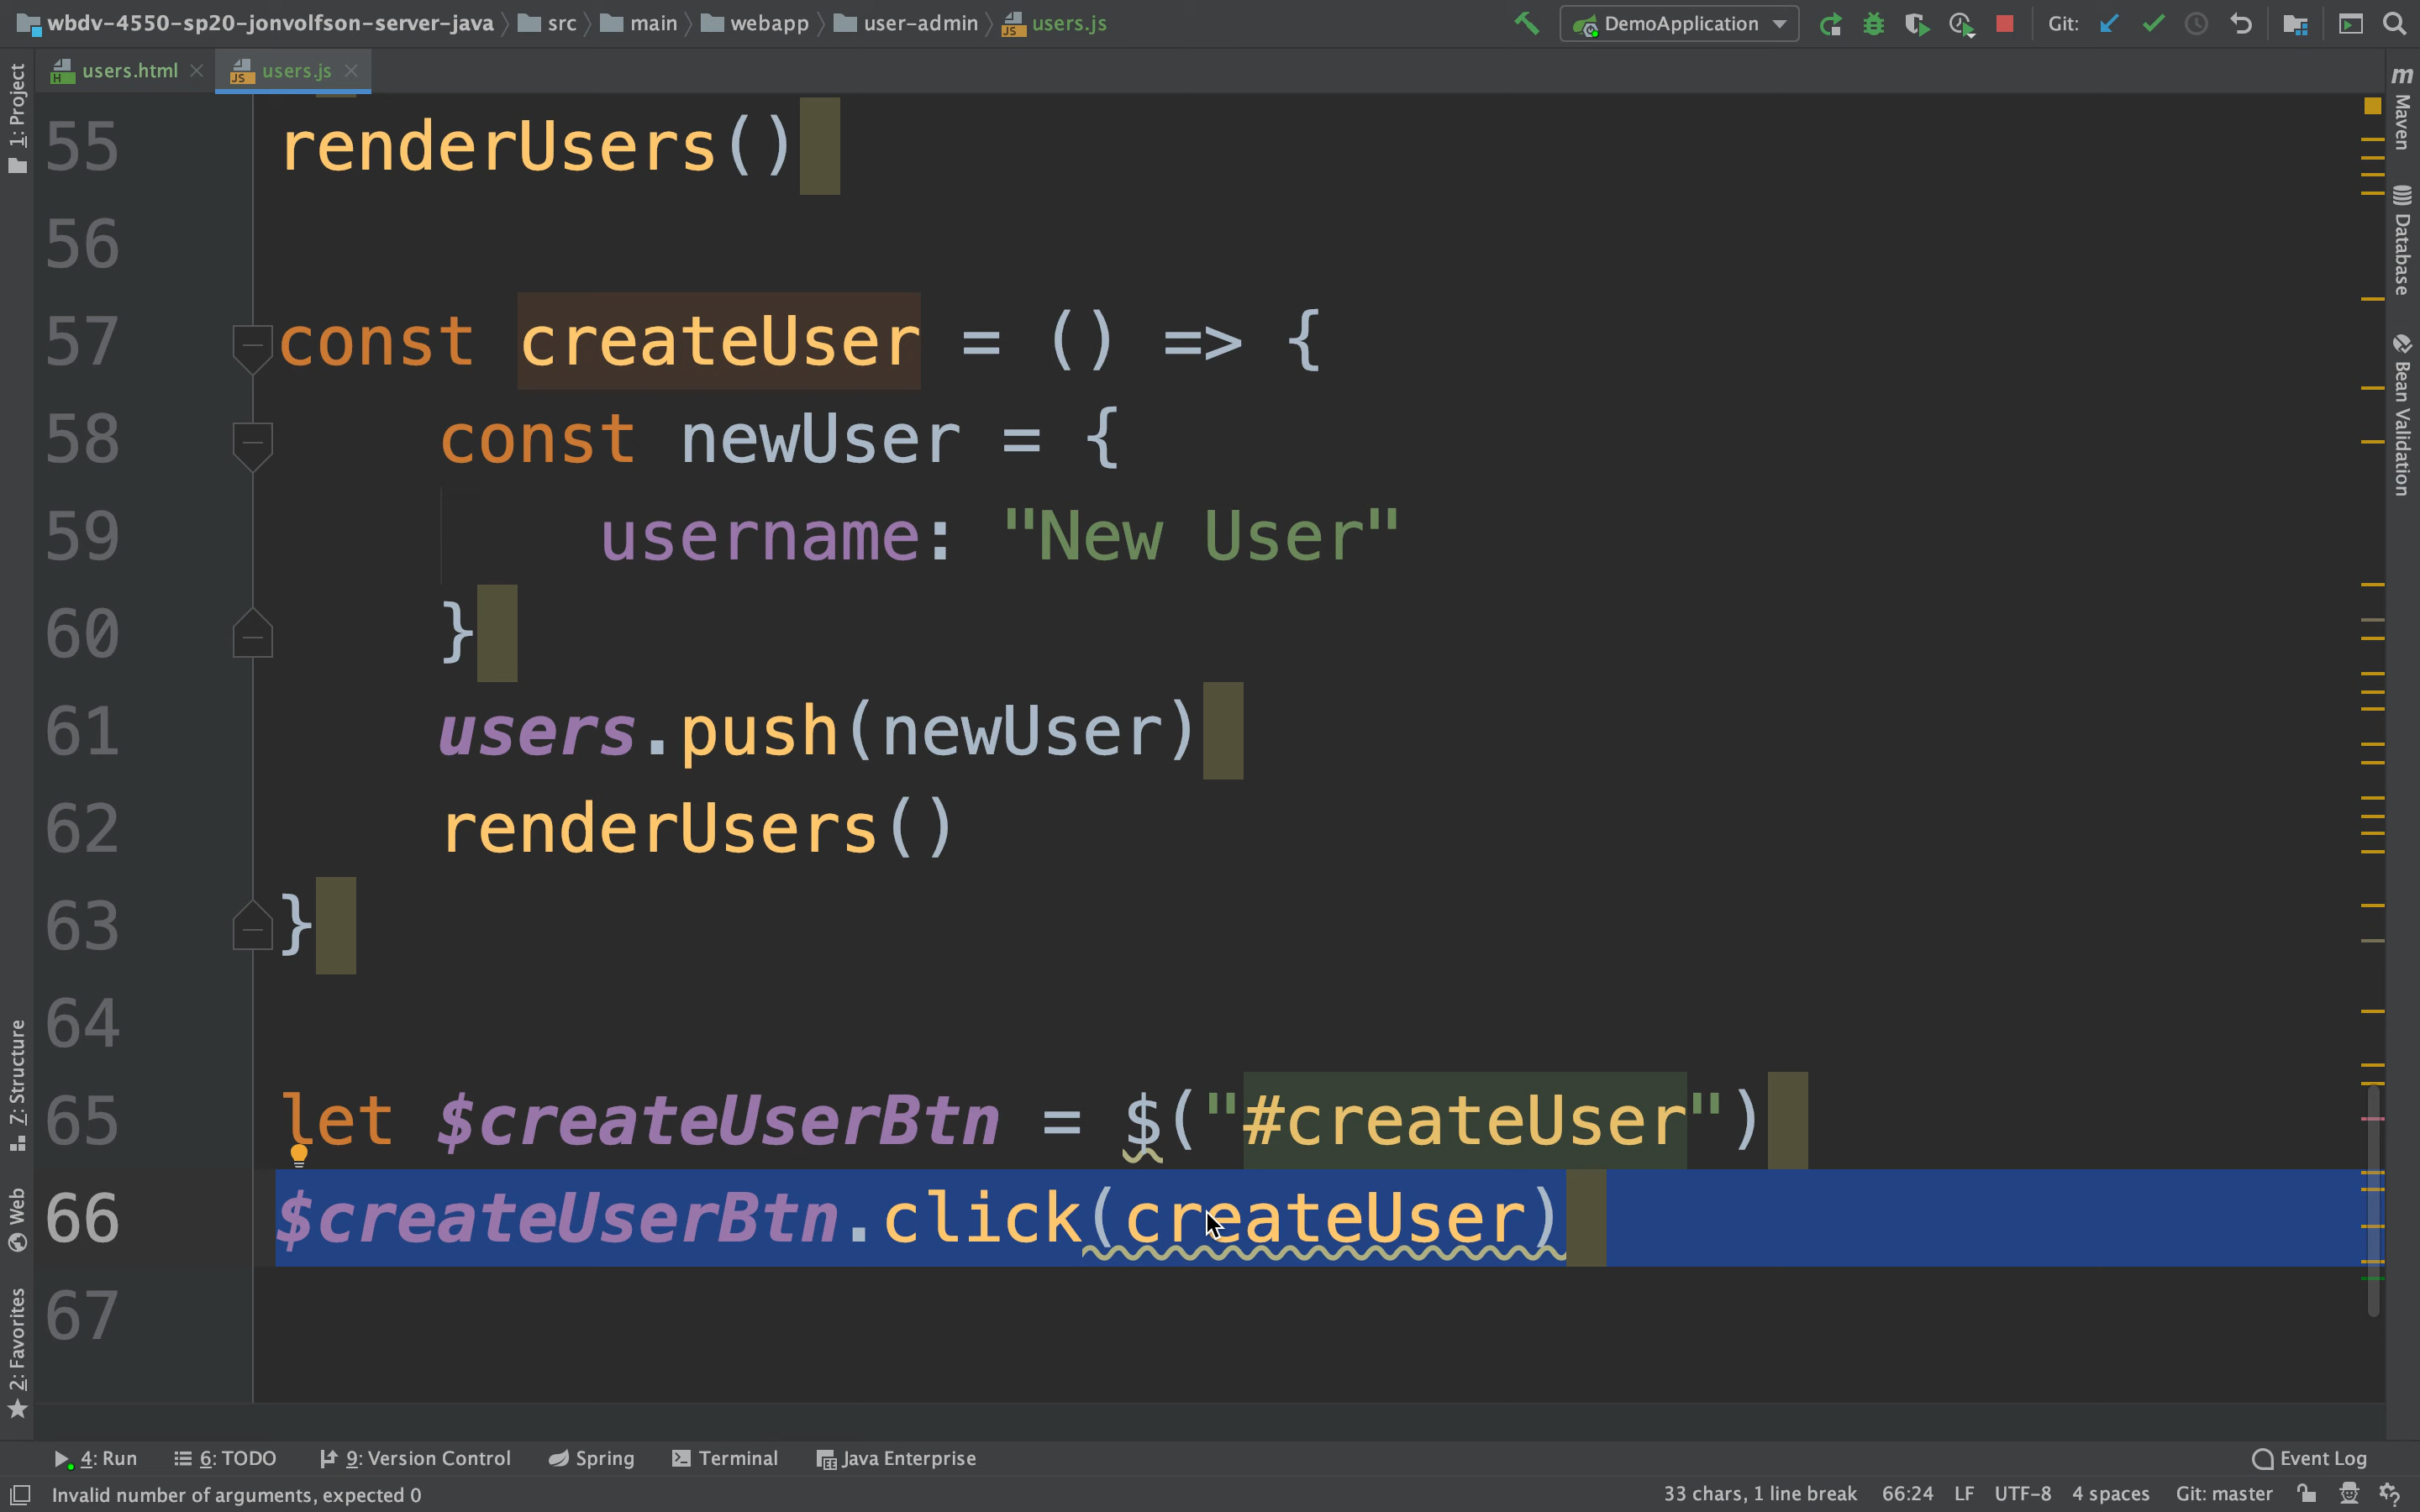 wbdv-4550-sp20-jonvolfson-server-java src main webapp user-admin users.js DemoApplication Git:
users.html users.js
1: Project
Z: Structure
Web
2: Favorites
55 renderUsers()
56
57 const createUser = () => {
58 const newUser = {
59 username: "New User"
60 }
61 users.push(newUser)
62 renderUsers()
63 }
64
65 let $createUserBtn = $("#createUser")
66 $createUserBtn.click(createUser)
67
m Maven
Database
Bean Validation
4: Run 6: TODO 9: Version Control Spring Terminal Java Enterprise Event Log
Invalid number of arguments, expected 0 33 chars, 1 line break 66:24 LF UTF-8 4 spaces Git: master